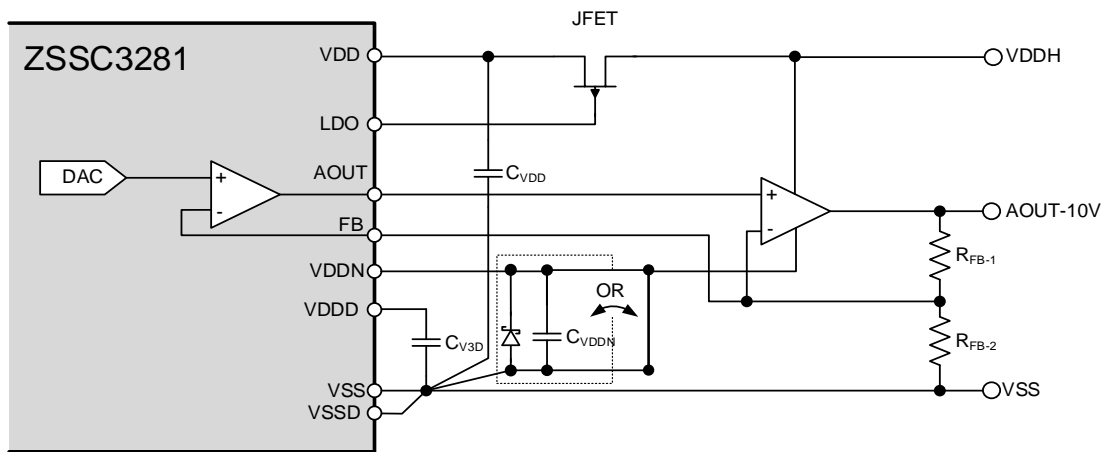 JFET
ZSSC3281
VDD
VDDH
LDO
DAC
+
-
AOUT
CVDD
+
-
AOUT-10V
FB
RFB-1
VDDN
OR
VDDD
CVDDN
CV3D
RFB-2
VSS
VSS
VSSD